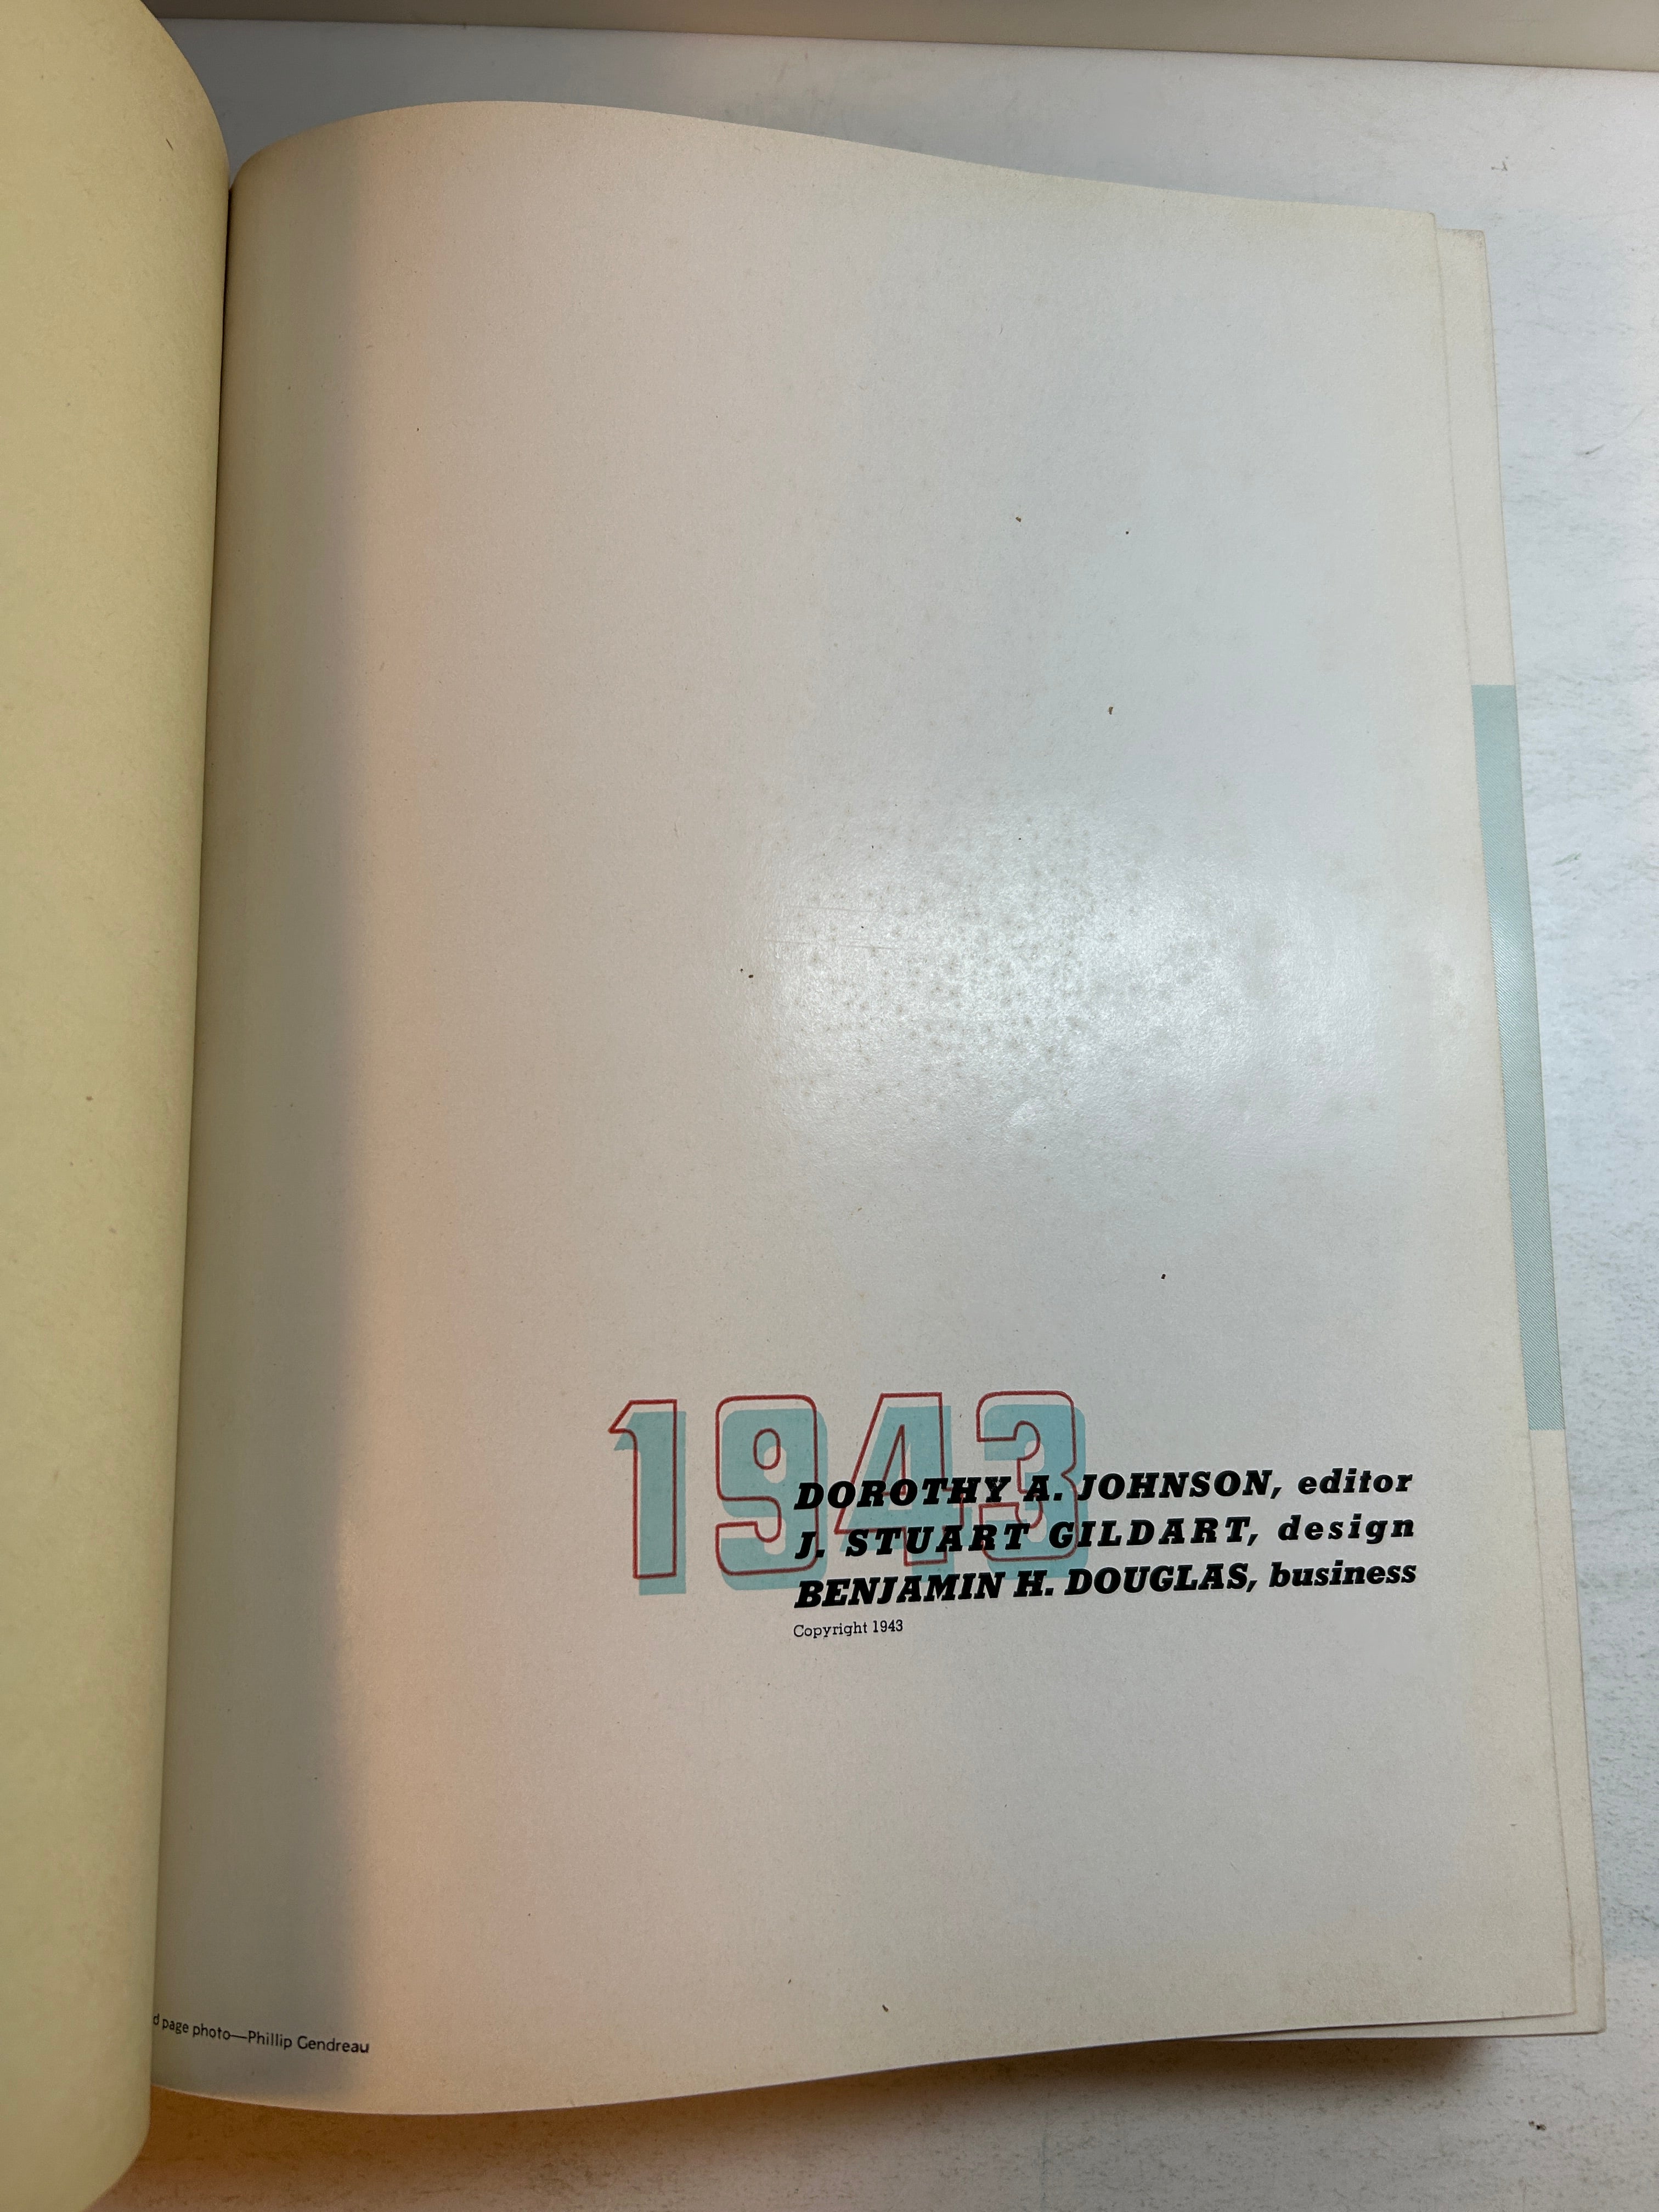 1943
DOROTHY A. JOHNSON, editor
J. STUART GILDART, design
BENJAMIN H. DOUGLAS, business
Copyright 1943
page photo—Phillip Gendreau